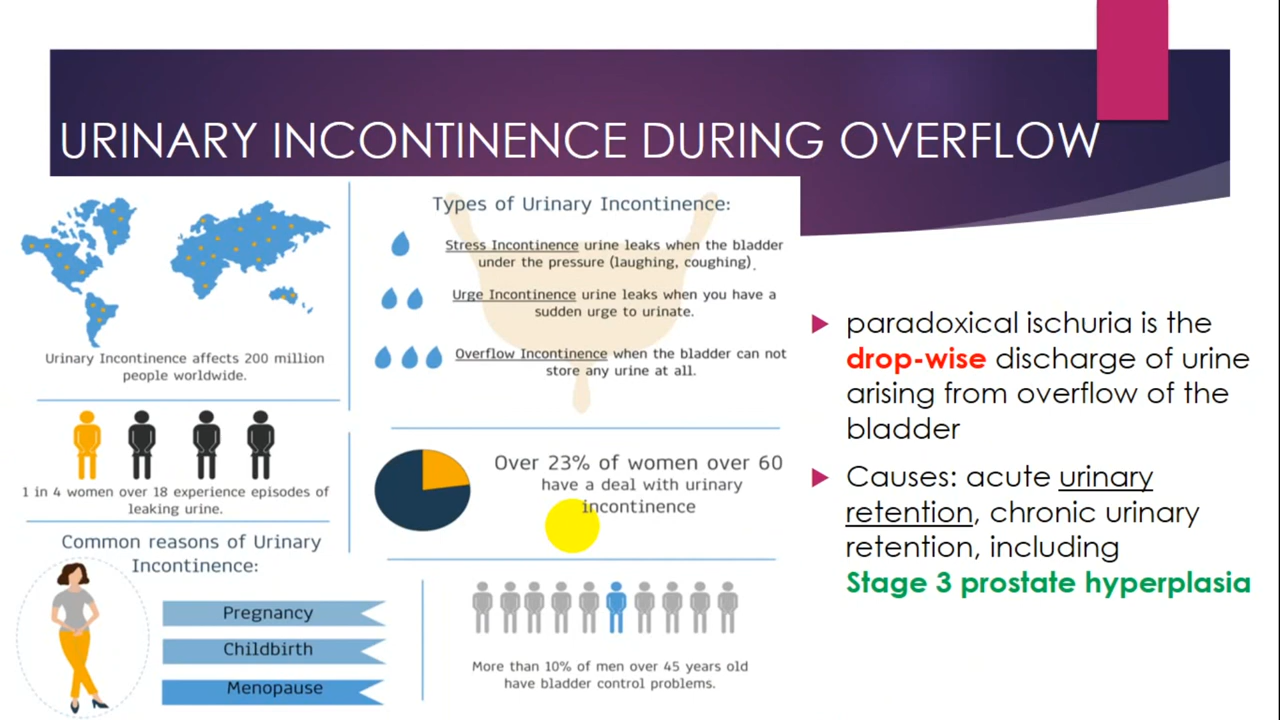 URINARY INCONTINENCE DURING OVERFLOW
Urinary Incontinence affects 200 million
people worldwide.
1 in 4 women over 18 experience episodes of
leaking urine.
Common reasons of Urinary
Incontinence:
Pregnancy
Childbirth
Menopause
Types of Urinary Incontinence:
Stress Incontinence urine leaks when the bladder
under the pressure (laughing, coughing).
Urge Incontinence urine leaks when you have a
sudden urge to urinate.
Overflow Incontinence when the bladder can not
store any urine at all.
Over 23% of women over 60
have a deal with urinary
incontinence
More than 10% of men over 45 years old
have bladder control problems.
paradoxical ischuria is the
drop-wise discharge of urine
arising from overflow of the
bladder
Causes: acute urinary
retention, chronic urinary
retention, including
Stage 3 prostate hyperplasia